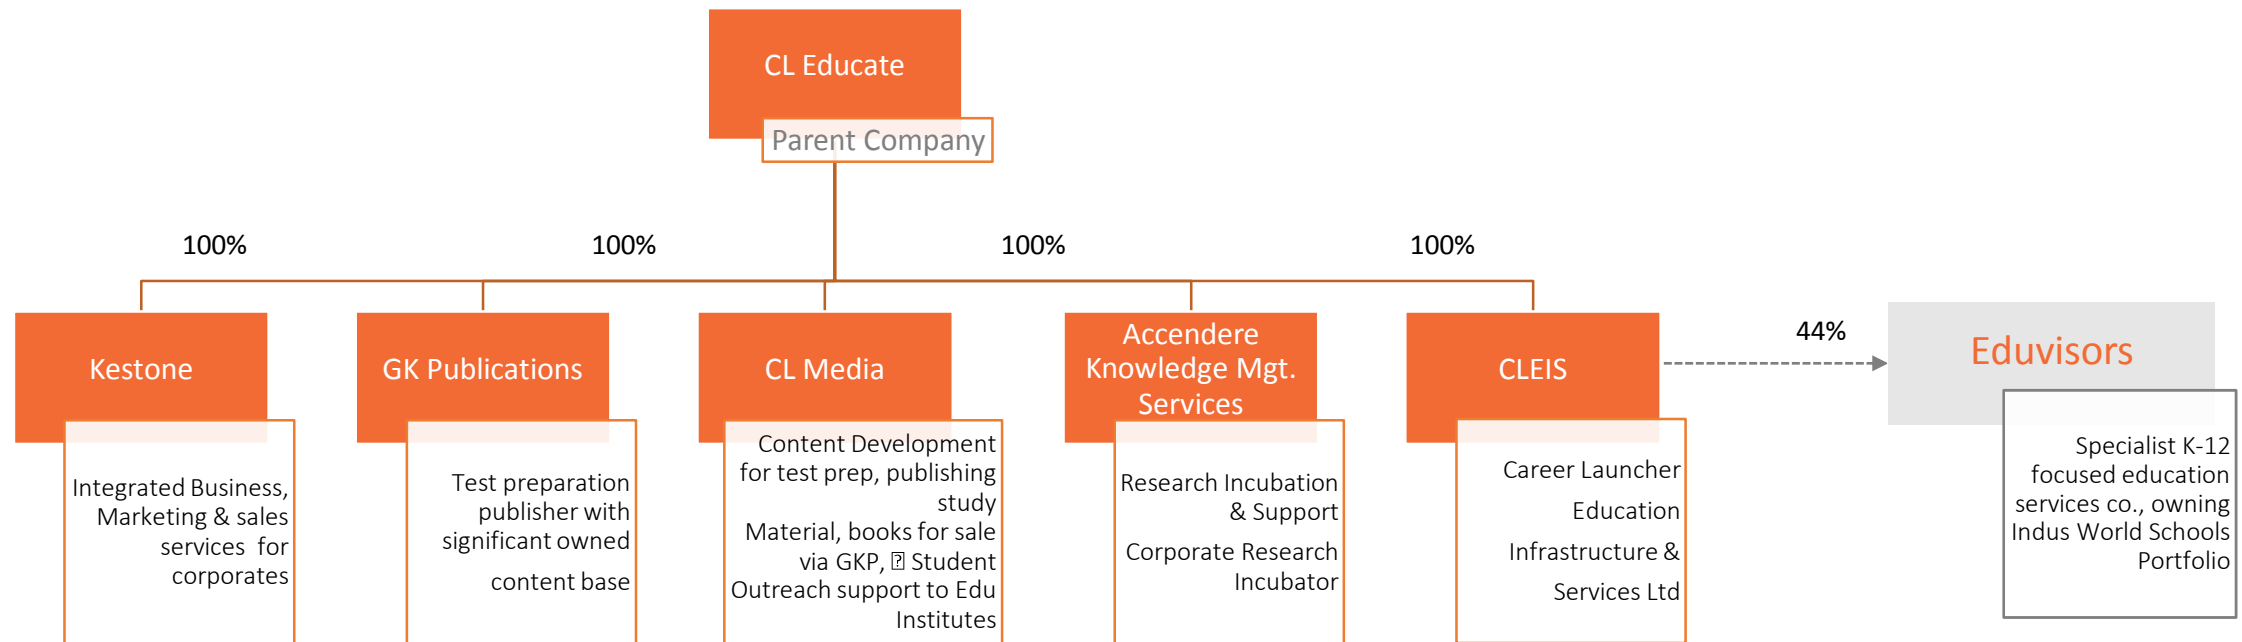 CL Educate
Parent Company
100%
100%
100%
100%
Kestone
Integrated Business,
Marketing & sales
services for
corporates
GK Publications
Test preparation
publisher with
significant owned
content base
CL Media
Content Development
for test prep, publishing
study
Material, books for sale
via GKP, Student
Outreach support to Edu
Institutes
Accendere
Knowledge Mgt.
Services
Research Incubation
& Support
Corporate Research
Incubator
CLEIS
Career Launcher
Education
Infrastructure &
Services Ltd
44%
Eduvisors
Specialist K-12
focused education
services co., owning
Indus World Schools
Portfolio